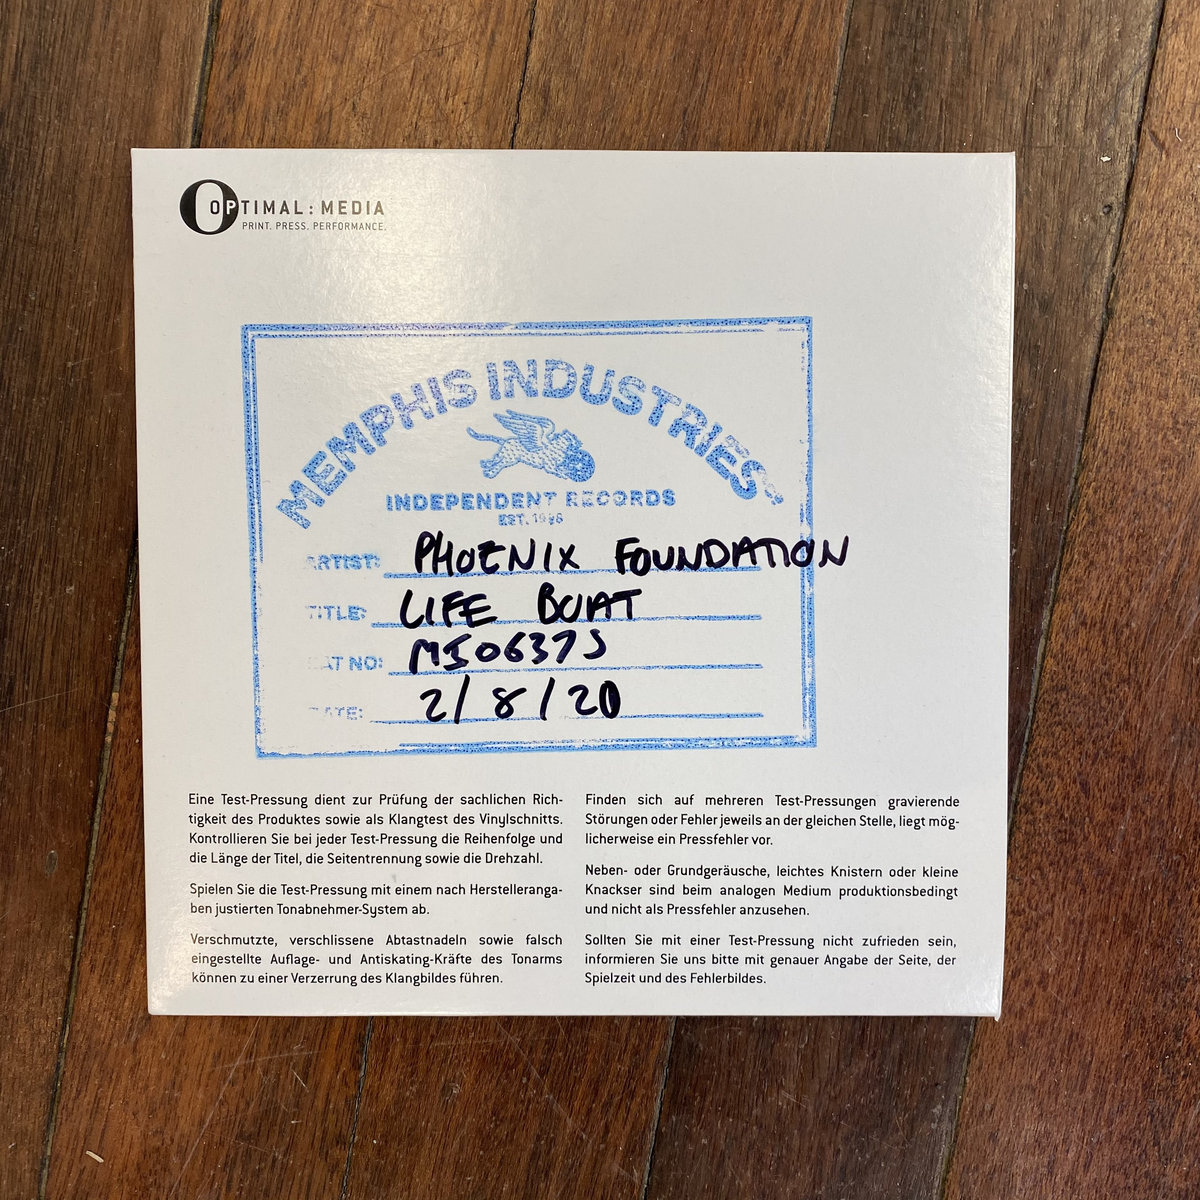 OPTIMAL : MEDIA
PRINT. PRESS. PERFORMANCE.
MEMPHIS INDUSTRIES
INDEPENDENT RECORDS
EST. 1998
ARTIST: PHOENIX FOUNDATION
TITLE: LIFE BOAT
CAT NO: MI0637S
DATE: 2/8/20
Eine Test-Pressung dient zur Prüfung der sachlichen Rich-
tigkeit des Produktes sowie als Klangtest des Vinylschnitts.
Kontrollieren Sie bei jeder Test-Pressung die Reihenfolge und
die Länge der Titel, die Seitentrennung sowie die Drehzahl.
Spielen Sie die Test-Pressung mit einem nach Herstelleranga-
ben justierten Tonabnehmer-System ab.
Verschmutzte, verschlissene Abtastnadeln sowie falsch
eingestellte Auflage- und Antiskating-Kräfte des Tonarms
können zu einer Verzerrung des Klangbildes führen.
Finden sich auf mehreren Test-Pressungen gravierende
Störungen oder Fehler jeweils an der gleichen Stelle, liegt mög-
licherweise ein Pressfehler vor.
Neben- oder Grundgeräusche, leichtes Knistern oder kleine
Knackser sind beim analogen Medium produktionsbedingt
und nicht als Pressfehler anzusehen.
Sollten Sie mit einer Test-Pressung nicht zufrieden sein,
informieren Sie uns bitte mit genauer Angabe der Seite, der
Spielzeit und des Fehlerbildes.